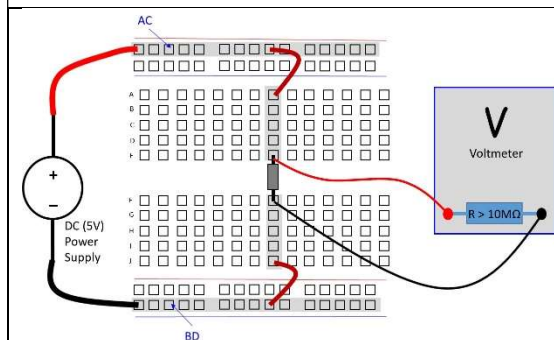 AC
A
B
C
D
E
V
Voltmeter
+
−
DC (5V)
Power
Supply
R > 10MΩ
F
G
H
I
J
BD